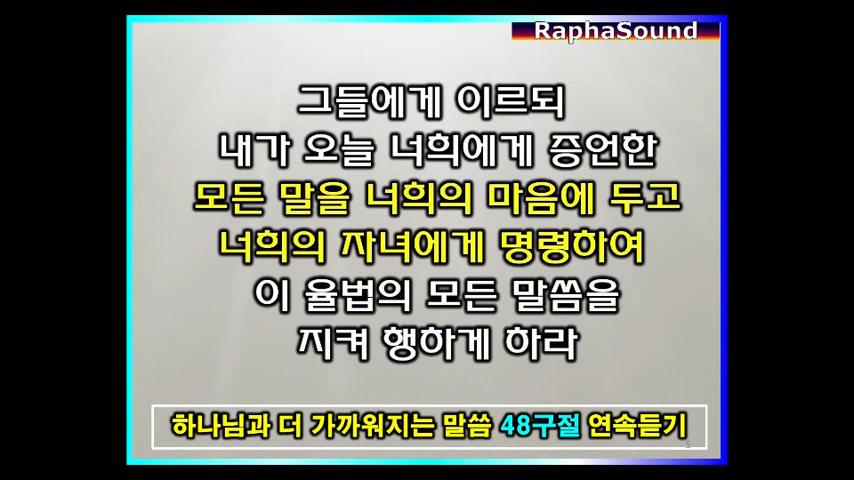 RaphaSound
그들에게 이르되
내가 오늘 너희에게 증언한
모든 말을 너희의 마음에 두고
너희의 자녀에게 명령하여
이 율법의 모든 말씀을
지켜 행하게 하라
하나님과 더 가까워지는 말씀 48구절 연속듣기
5